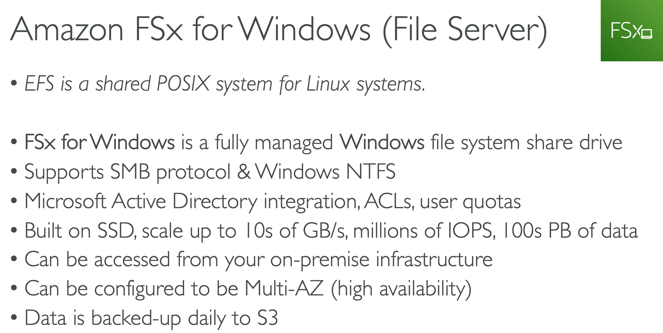 Amazon FSx for Windows (File Server)
FSx
• EFS is a shared POSIX system for Linux systems.
• FSx for Windows is a fully managed Windows file system share drive
• Supports SMB protocol & Windows NTFS
• Microsoft Active Directory integration, ACLs, user quotas
• Built on SSD, scale up to 10s of GB/s, millions of IOPS, 100s PB of data
• Can be accessed from your on-premise infrastructure
• Can be configured to be Multi-AZ (high availability)
• Data is backed-up daily to S3